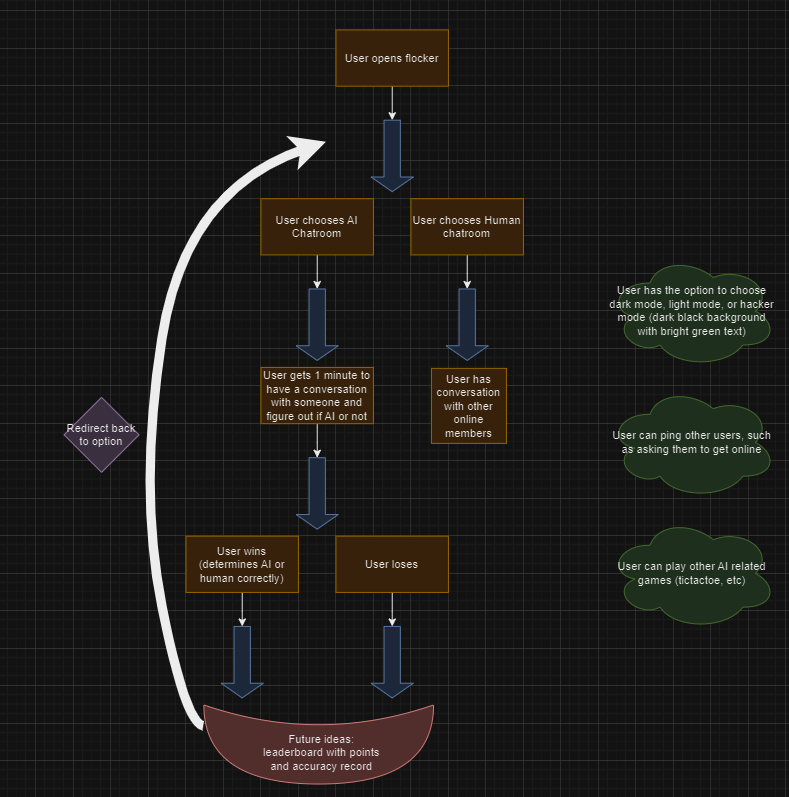 User opens flocker
User chooses AI
Chatroom
User chooses Human
chatroom
User has the option to choose
dark mode, light mode, or hacker
mode (dark black background
with bright green text)
User gets 1 minute to
have a conversation
with someone and
figure out if AI or not
User has
conversation
with other
online
members
Redirect back
to option
User can ping other users, such
as asking them to get online
User wins
(determines AI or
human correctly)
User loses
User can play other AI related
games (tictactoe, etc)
Future ideas:
leaderboard with points
and accuracy record